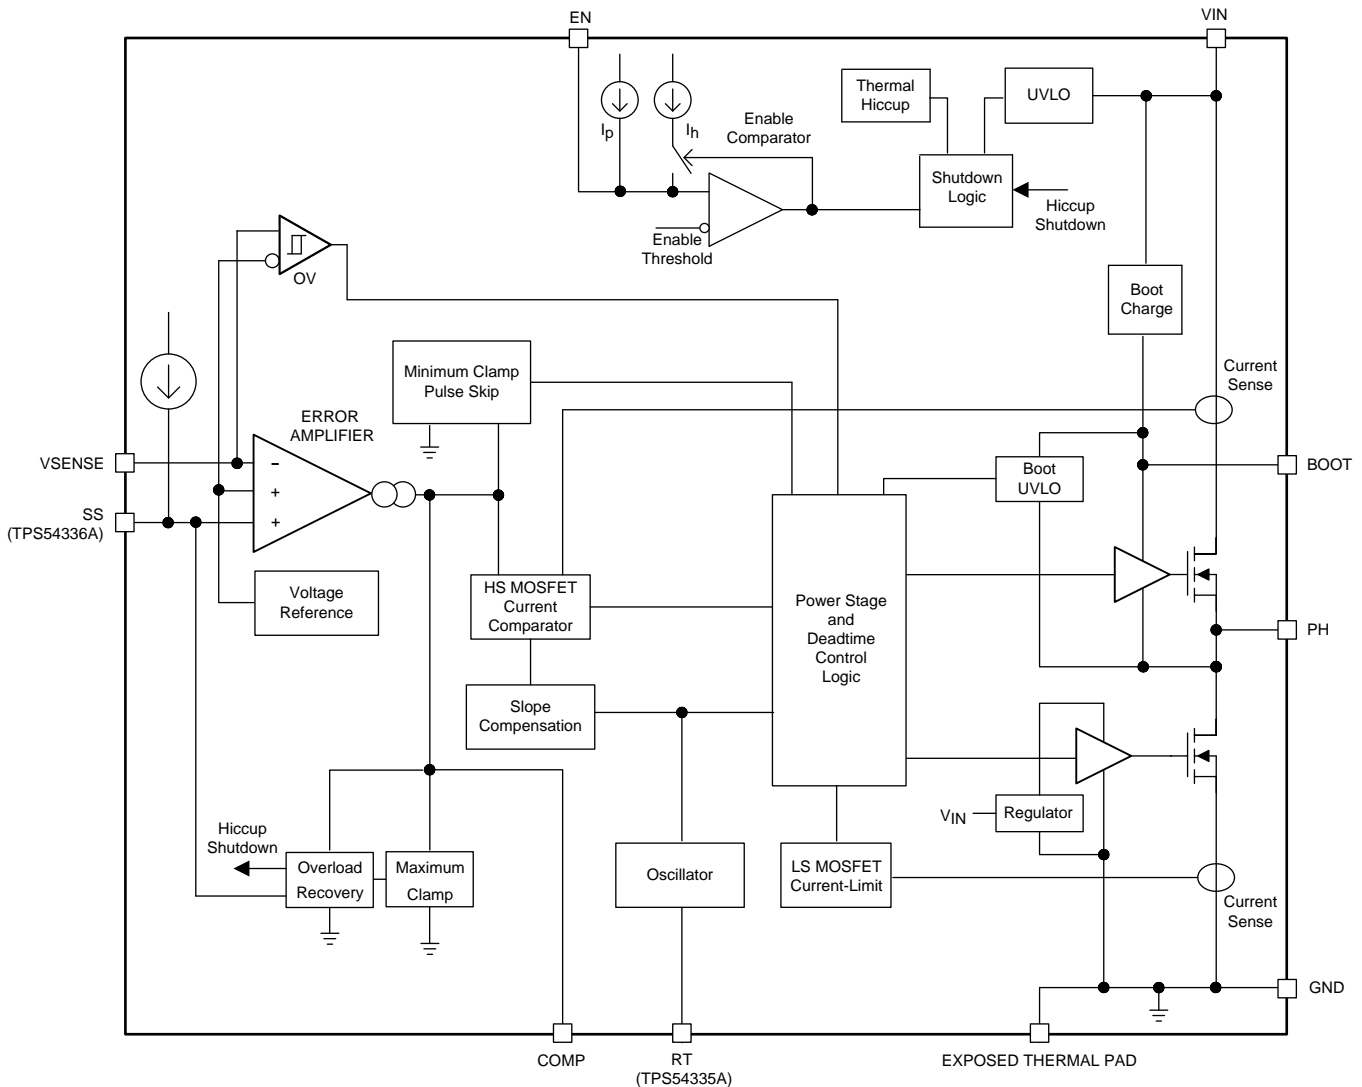 EN
VIN
Thermal
Hiccup
UVLO
Ip
Ih
Enable
Comparator
Shutdown
Logic
Hiccup
Shutdown
Enable
Threshold
OV
Boot
Charge
Minimum Clamp
Pulse Skip
Current
Sense
ERROR
AMPLIFIER
VSENSE
−
+
+
SS
(TPS54336A)
BOOT
Boot
UVLO
Voltage
Reference
HS MOSFET
Current
Comparator
Power Stage
and
Deadtime
Control
Logic
PH
Slope
Compensation
VIN
Regulator
Hiccup
Shutdown
Overload
Recovery
Maximum
Clamp
Oscillator
LS MOSFET
Current-Limit
Current
Sense
GND
COMP
RT
(TPS54335A)
EXPOSED THERMAL PAD